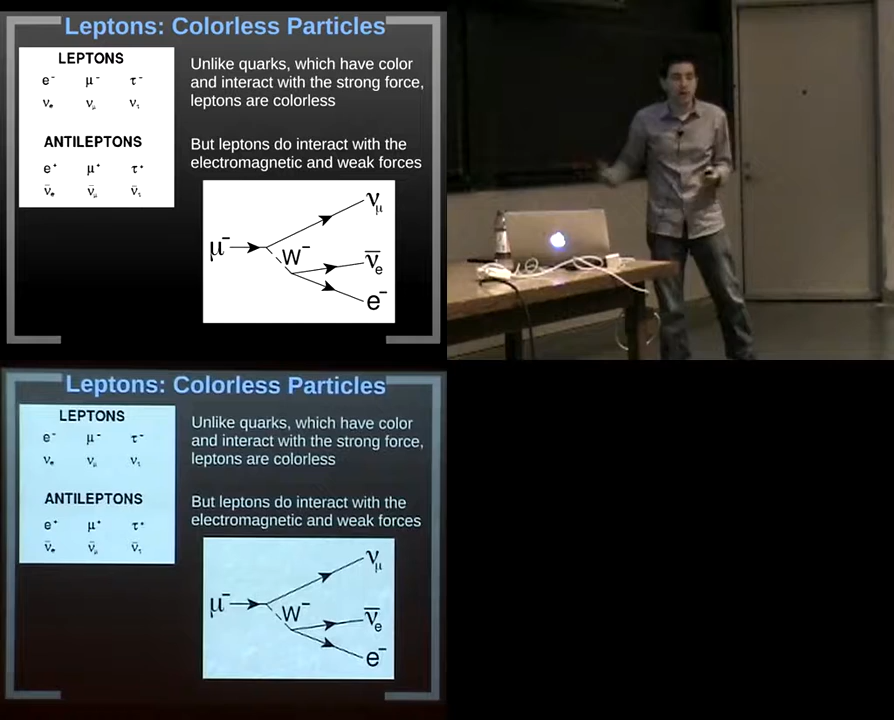 Leptons: Colorless Particles
LEPTONS
e⁻ μ⁻ τ⁻
νₑ ν_μ ν_τ
ANTILEPTONS
e⁺ μ⁺ τ⁺
ν̄ₑ ν̄_μ ν̄_τ
Unlike quarks, which have color
and interact with the strong force,
leptons are colorless
But leptons do interact with the
electromagnetic and weak forces
ν_μ
μ⁻
W⁻
ν̄ₑ
e⁻
Leptons: Colorless Particles
LEPTONS
e⁻ μ⁻ τ⁻
νₑ ν_μ ν_τ
ANTILEPTONS
e⁺ μ⁺ τ⁺
ν̄ₑ ν̄_μ ν̄_τ
Unlike quarks, which have color
and interact with the strong force,
leptons are colorless
But leptons do interact with the
electromagnetic and weak forces
ν_μ
μ⁻
W⁻
ν̄ₑ
e⁻